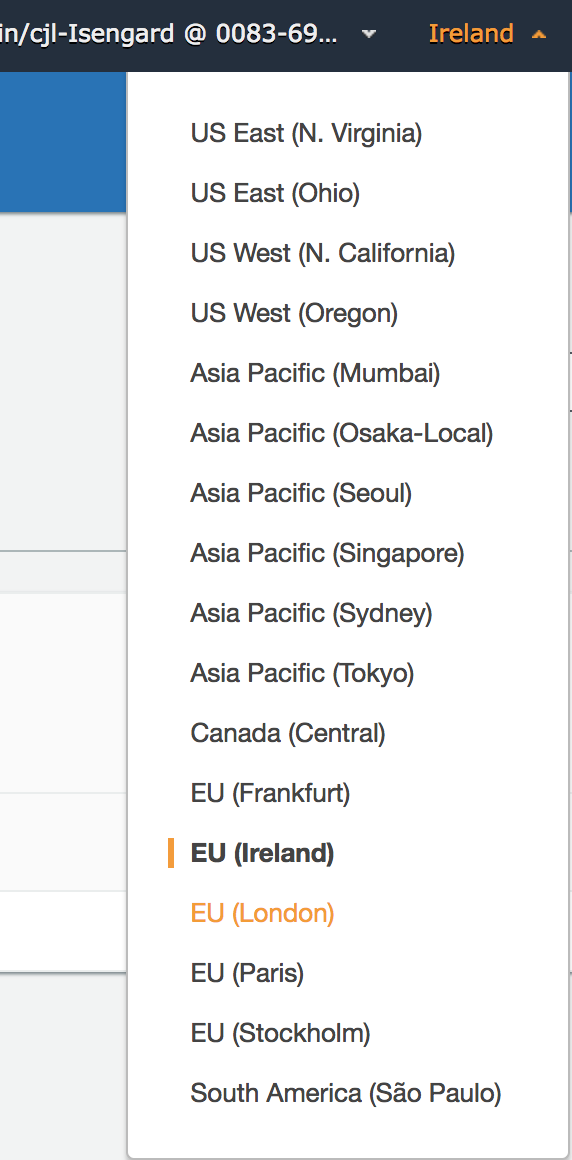 in/cjl-Isengard @ 0083-69... Ireland
US East (N. Virginia)
US East (Ohio)
US West (N. California)
US West (Oregon)
Asia Pacific (Mumbai)
Asia Pacific (Osaka-Local)
Asia Pacific (Seoul)
Asia Pacific (Singapore)
Asia Pacific (Sydney)
Asia Pacific (Tokyo)
Canada (Central)
EU (Frankfurt)
EU (Ireland)
EU (London)
EU (Paris)
EU (Stockholm)
South America (São Paulo)